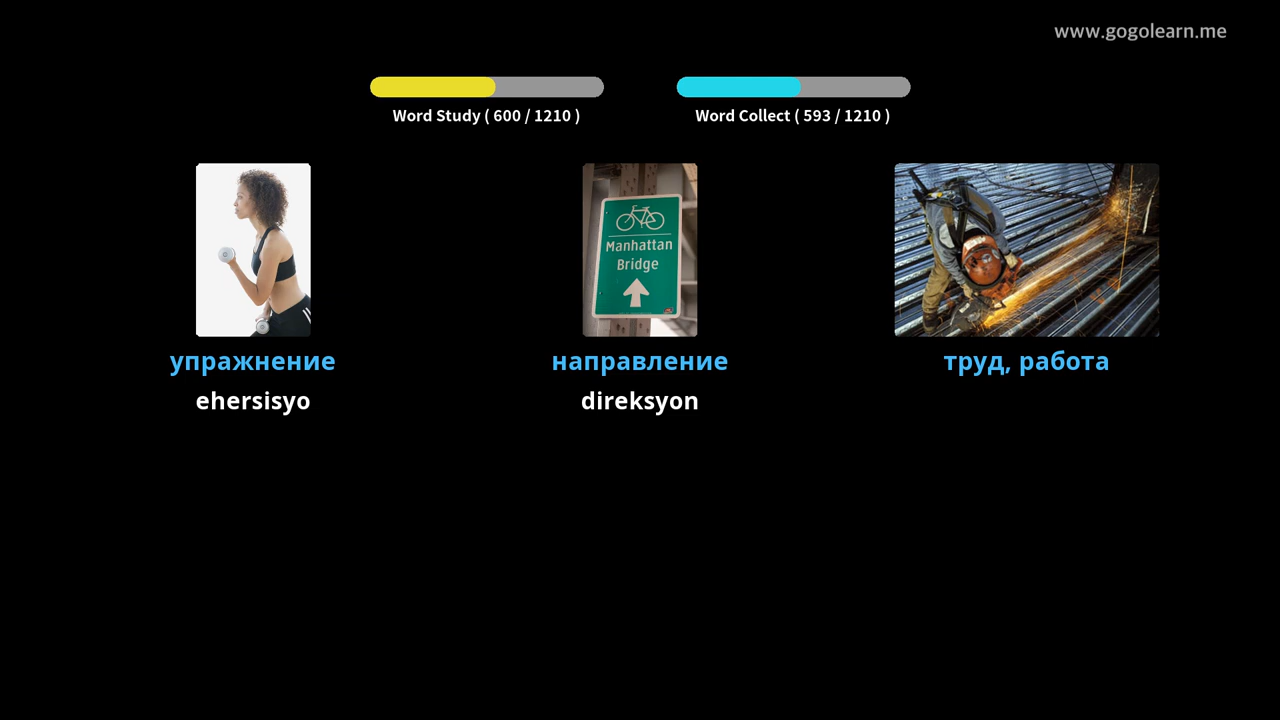 www.gogolearn.me
Word Study ( 600 / 1210 )
Word Collect ( 593 / 1210 )
Manhattan
Bridge
упражнение
направление
труд, работа
ehersisyo
direksyon